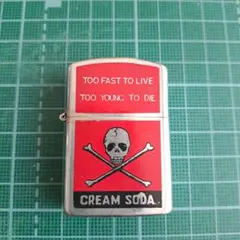 TOO FAST TO LIVE
TOO YOUNG TO DIE
CREAM SODA